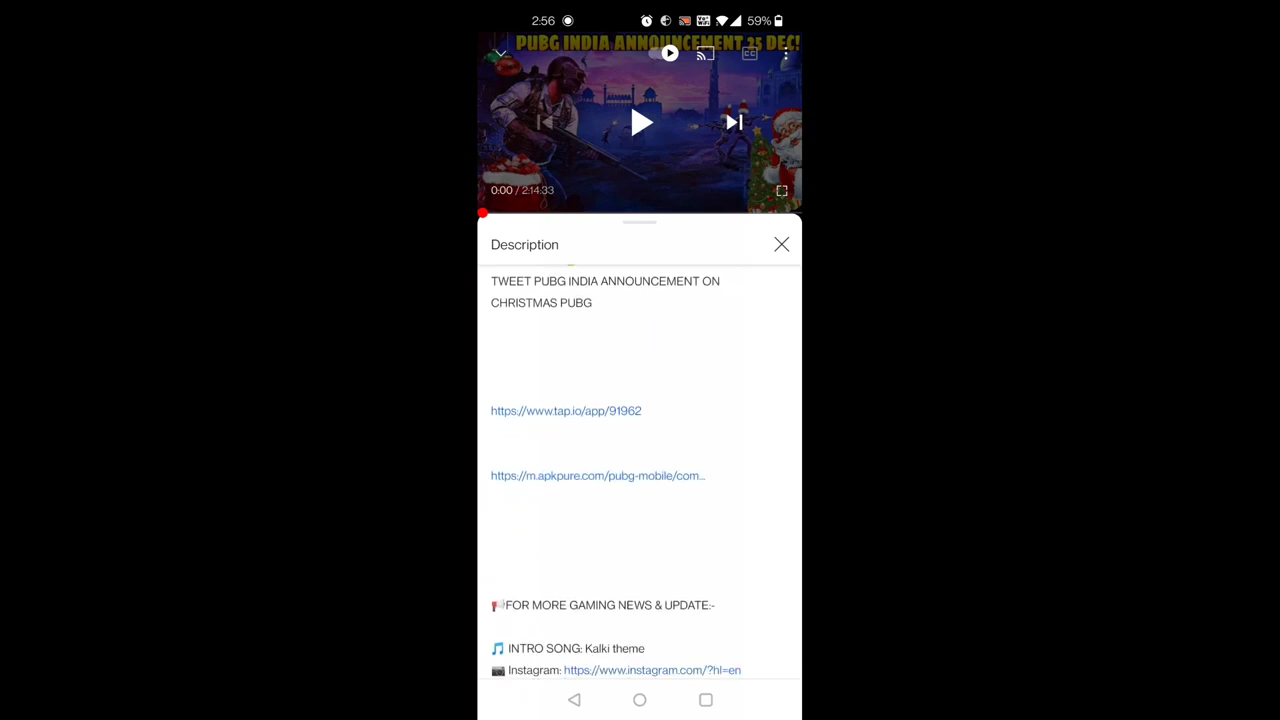 2:56
59%
PUBG INDIA ANNOUNCEMENT 25 DEC!
CC
0:00 / 2:14:33
Description
TWEET PUBG INDIA ANNOUNCEMENT ON
CHRISTMAS PUBG
https://www.tap.io/app/91962
https://m.apkpure.com/pubg-mobile/com...
📢FOR MORE GAMING NEWS & UPDATE:-
🎵 INTRO SONG: Kalki theme
📷 Instagram: https://www.instagram.com/?hl=en